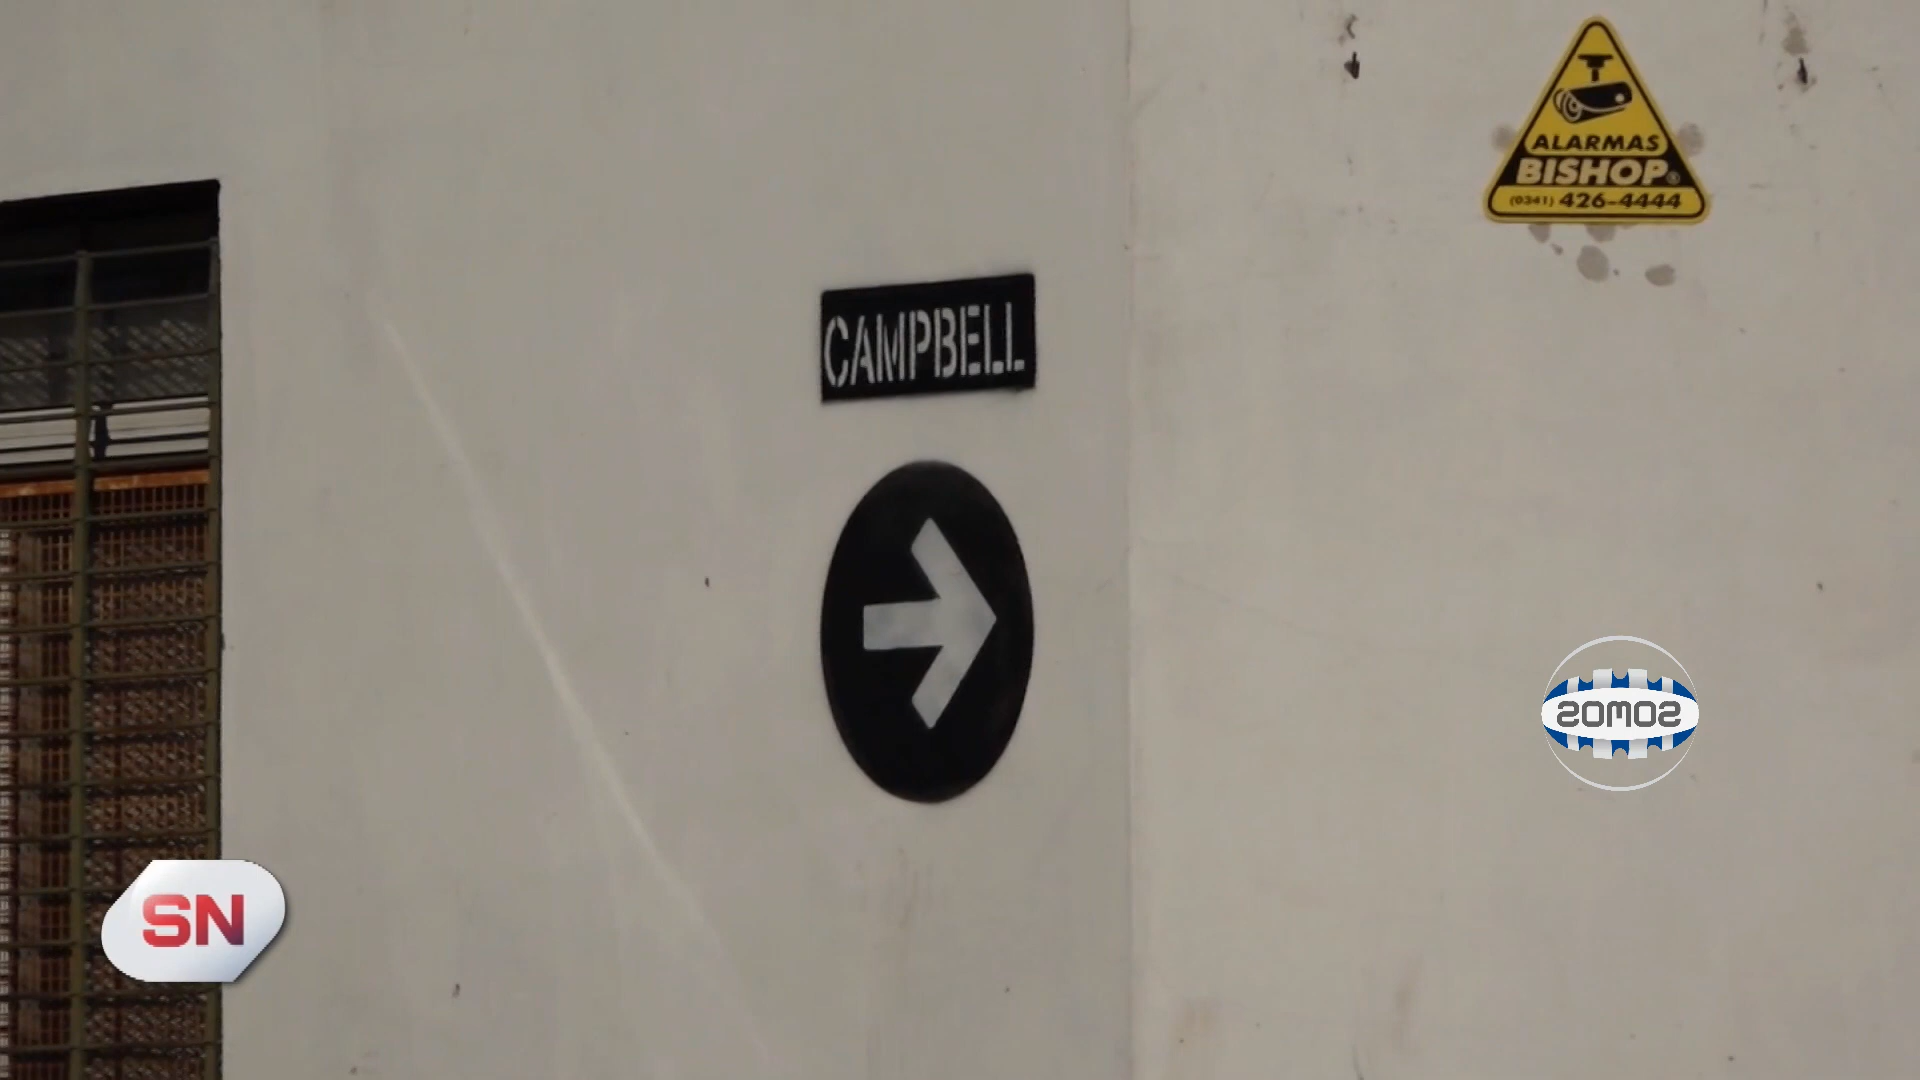 ALARMAS
BISHOP®
(0341) 426-4444
CAMPBELL
SOMOS
SN